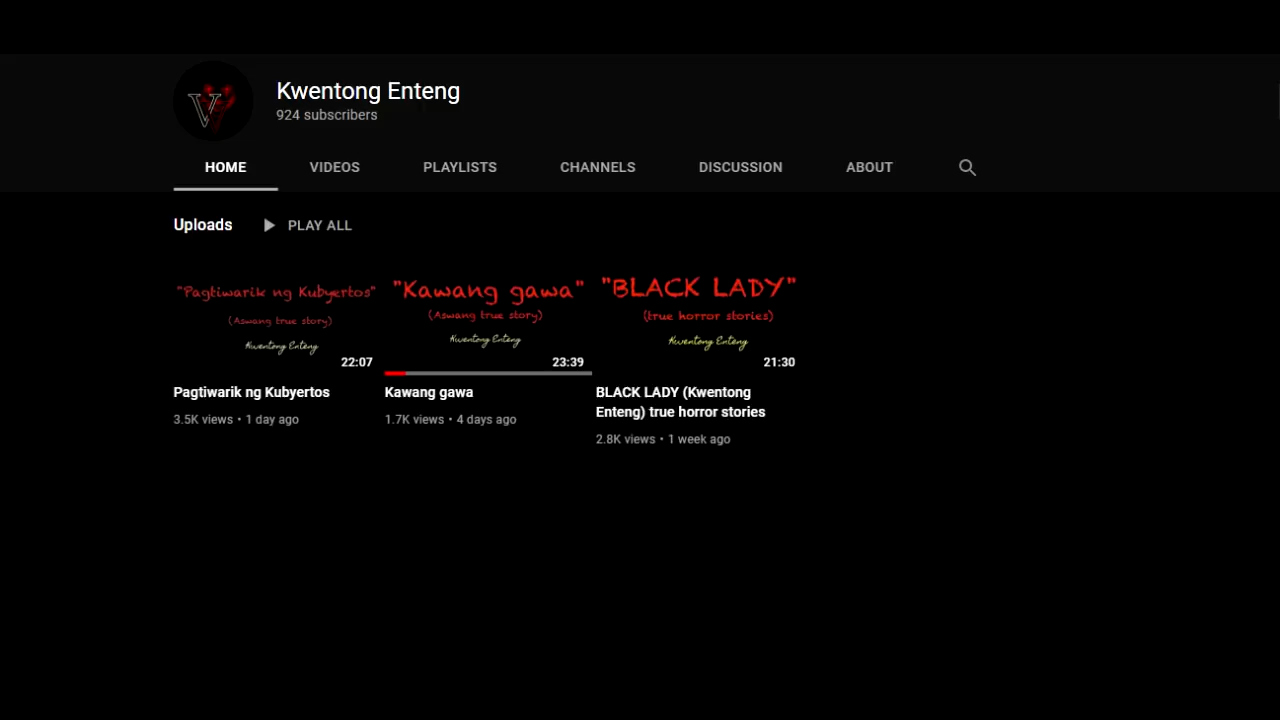 V
Kwentong Enteng
924 subscribers
HOME VIDEOS PLAYLISTS CHANNELS DISCUSSION ABOUT
Uploads PLAY ALL
"Pagtiwarik ng Kubyertos"
(Aswang true story)
Kwentong Enteng
22:07
Pagtiwarik ng Kubyertos
3.5K views • 1 day ago
"Kawang gawa"
(Aswang true story)
Kwentong Enteng
23:39
Kawang gawa
1.7K views • 4 days ago
"BLACK LADY"
(true horror stories)
Kwentong Enteng
21:30
BLACK LADY (Kwentong
Enteng) true horror stories
2.8K views • 1 week ago